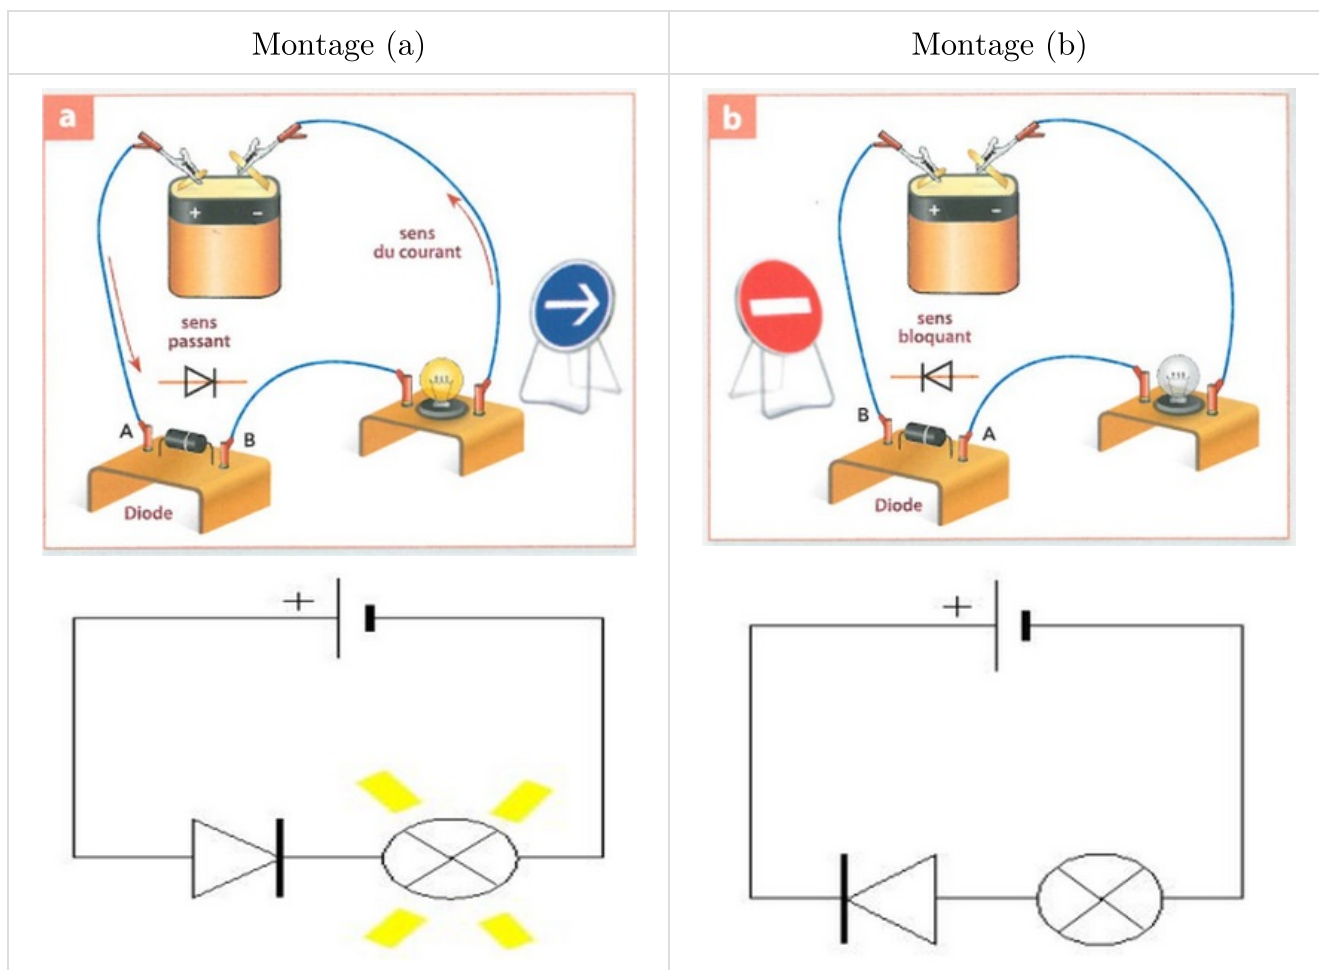 Montage (a)
Montage (b)
a
+ −
sens
du courant
sens
passant
A
B
Diode
b
+ −
sens
bloquant
B
A
Diode
+
+